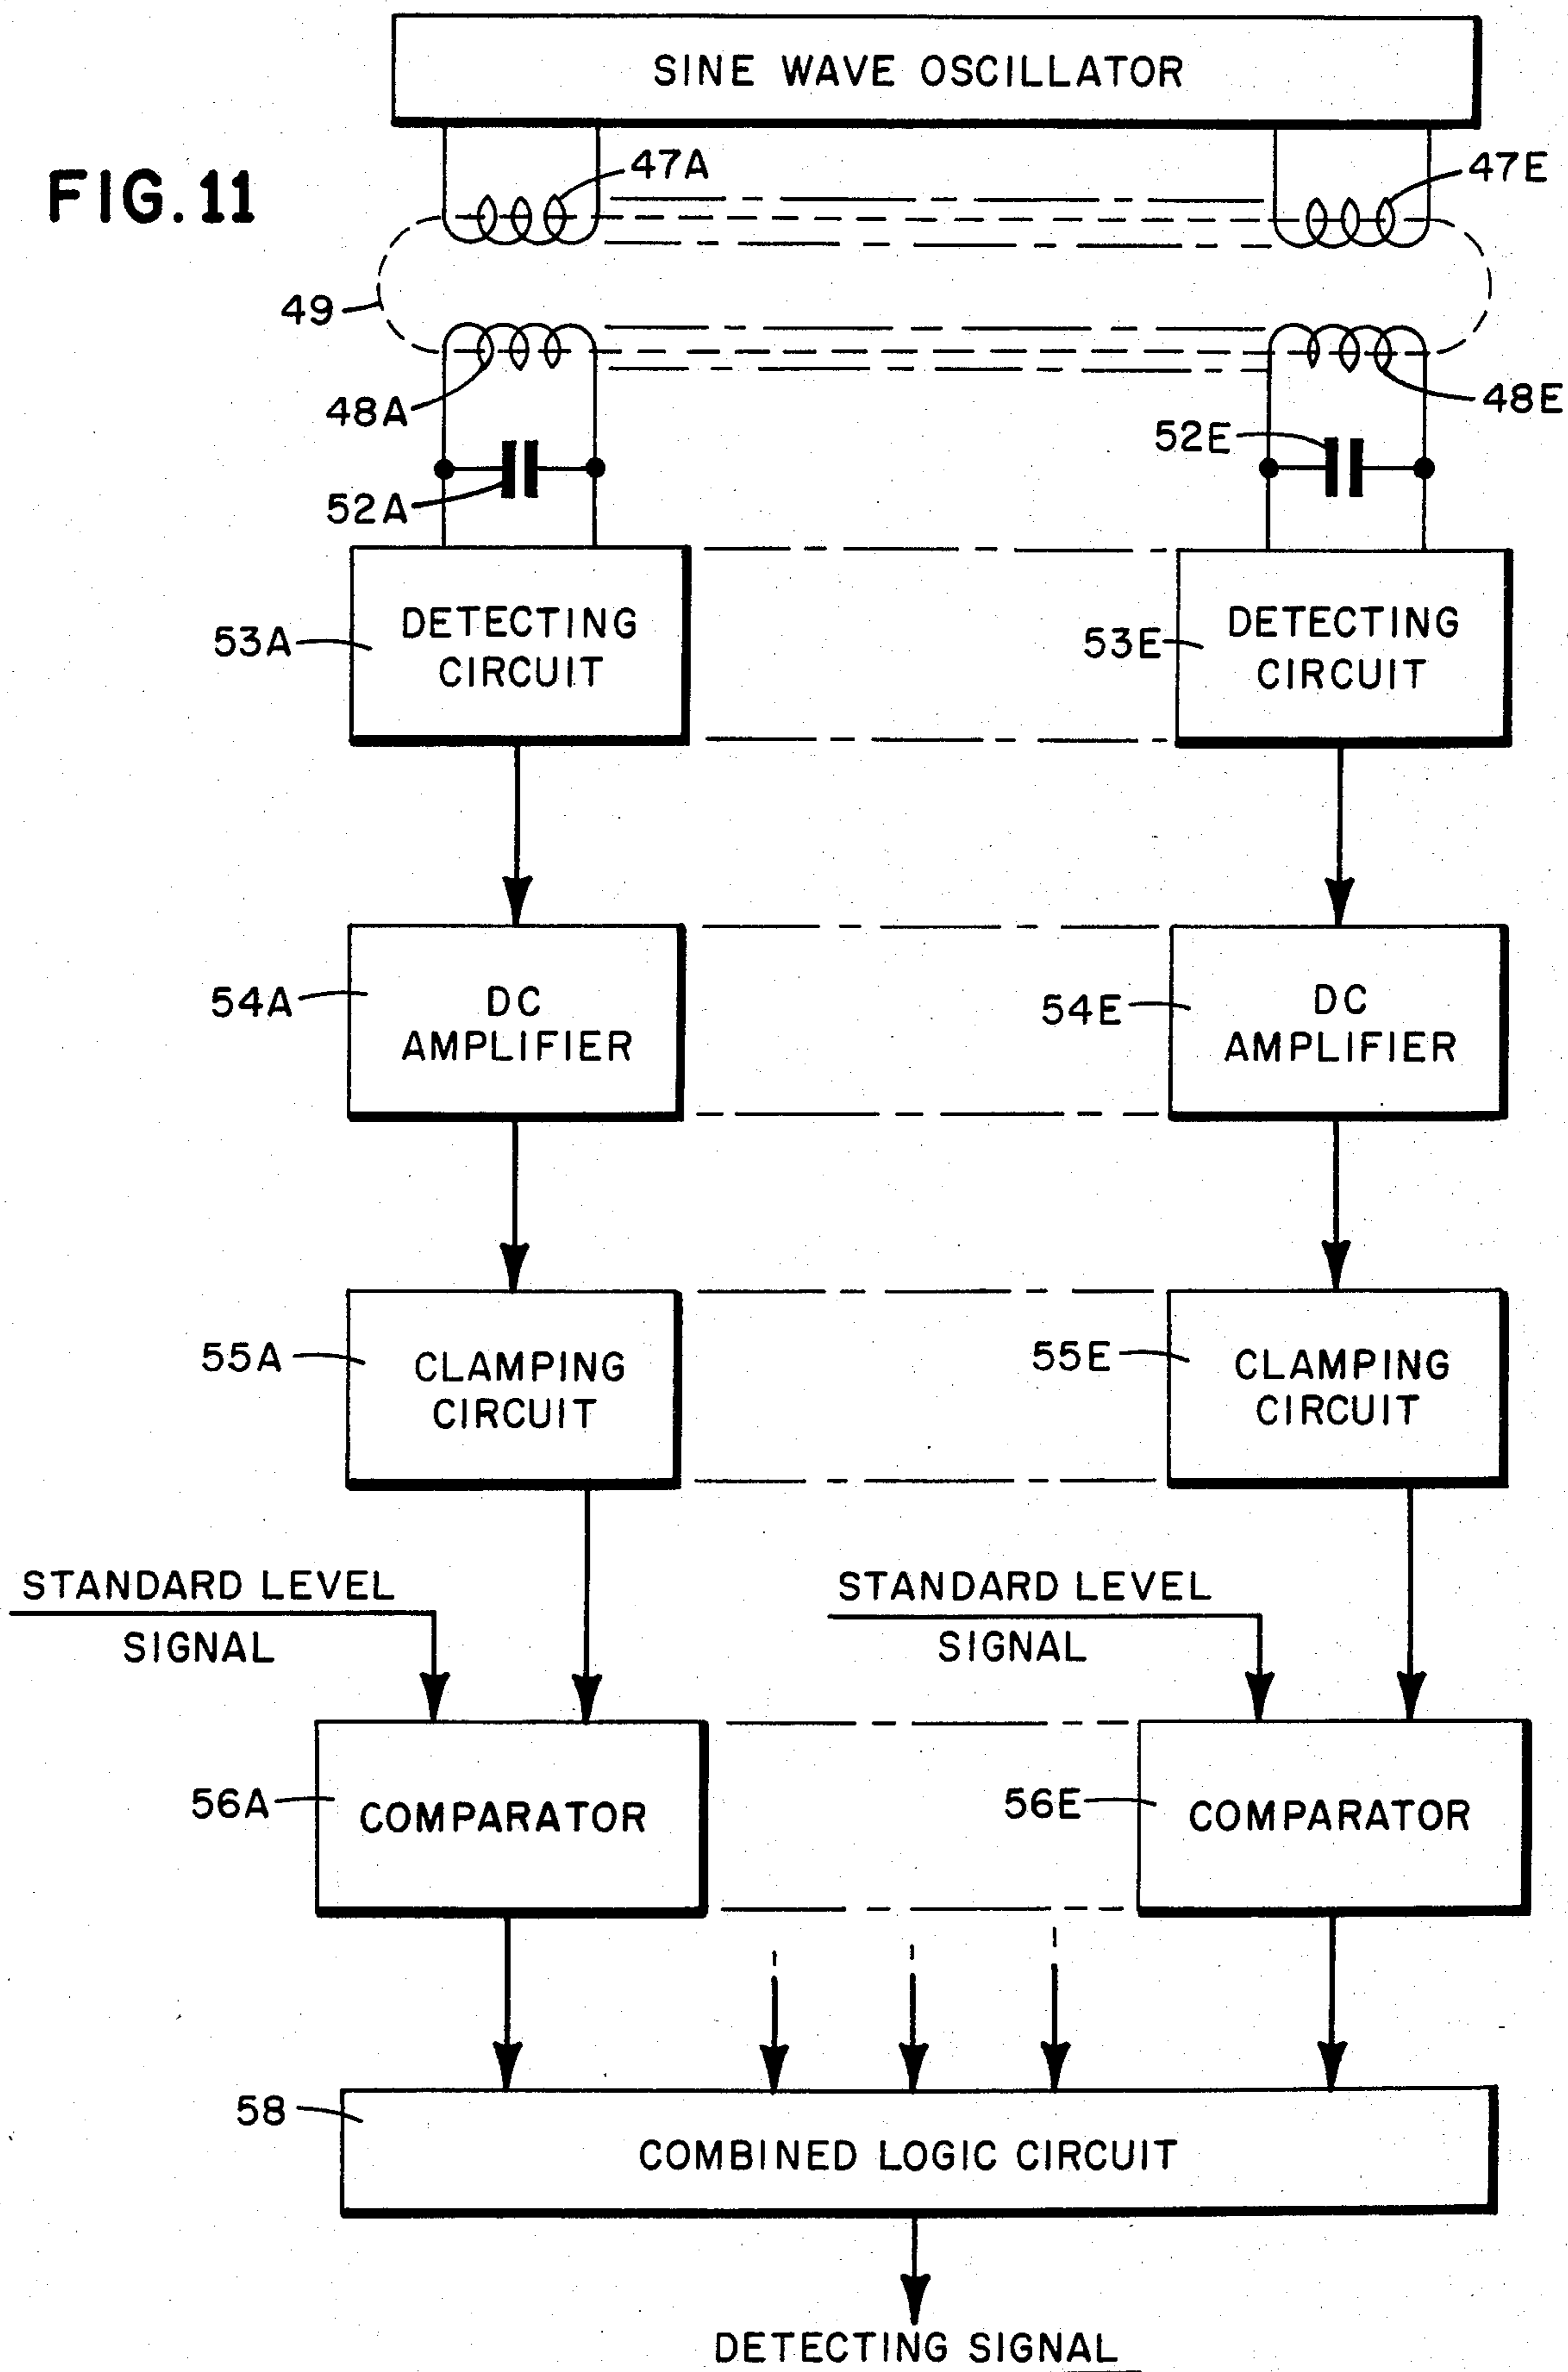 SINE WAVE OSCILLATOR
FIG. 11
47A
47E
49
48A
48E
52A
52E
53A
DETECTING
CIRCUIT
53E
DETECTING
CIRCUIT
54A
DC
AMPLIFIER
54E
DC
AMPLIFIER
55A
CLAMPING
CIRCUIT
55E
CLAMPING
CIRCUIT
STANDARD LEVEL
SIGNAL
STANDARD LEVEL
SIGNAL
56A
COMPARATOR
56E
COMPARATOR
58
COMBINED LOGIC CIRCUIT
DETECTING SIGNAL